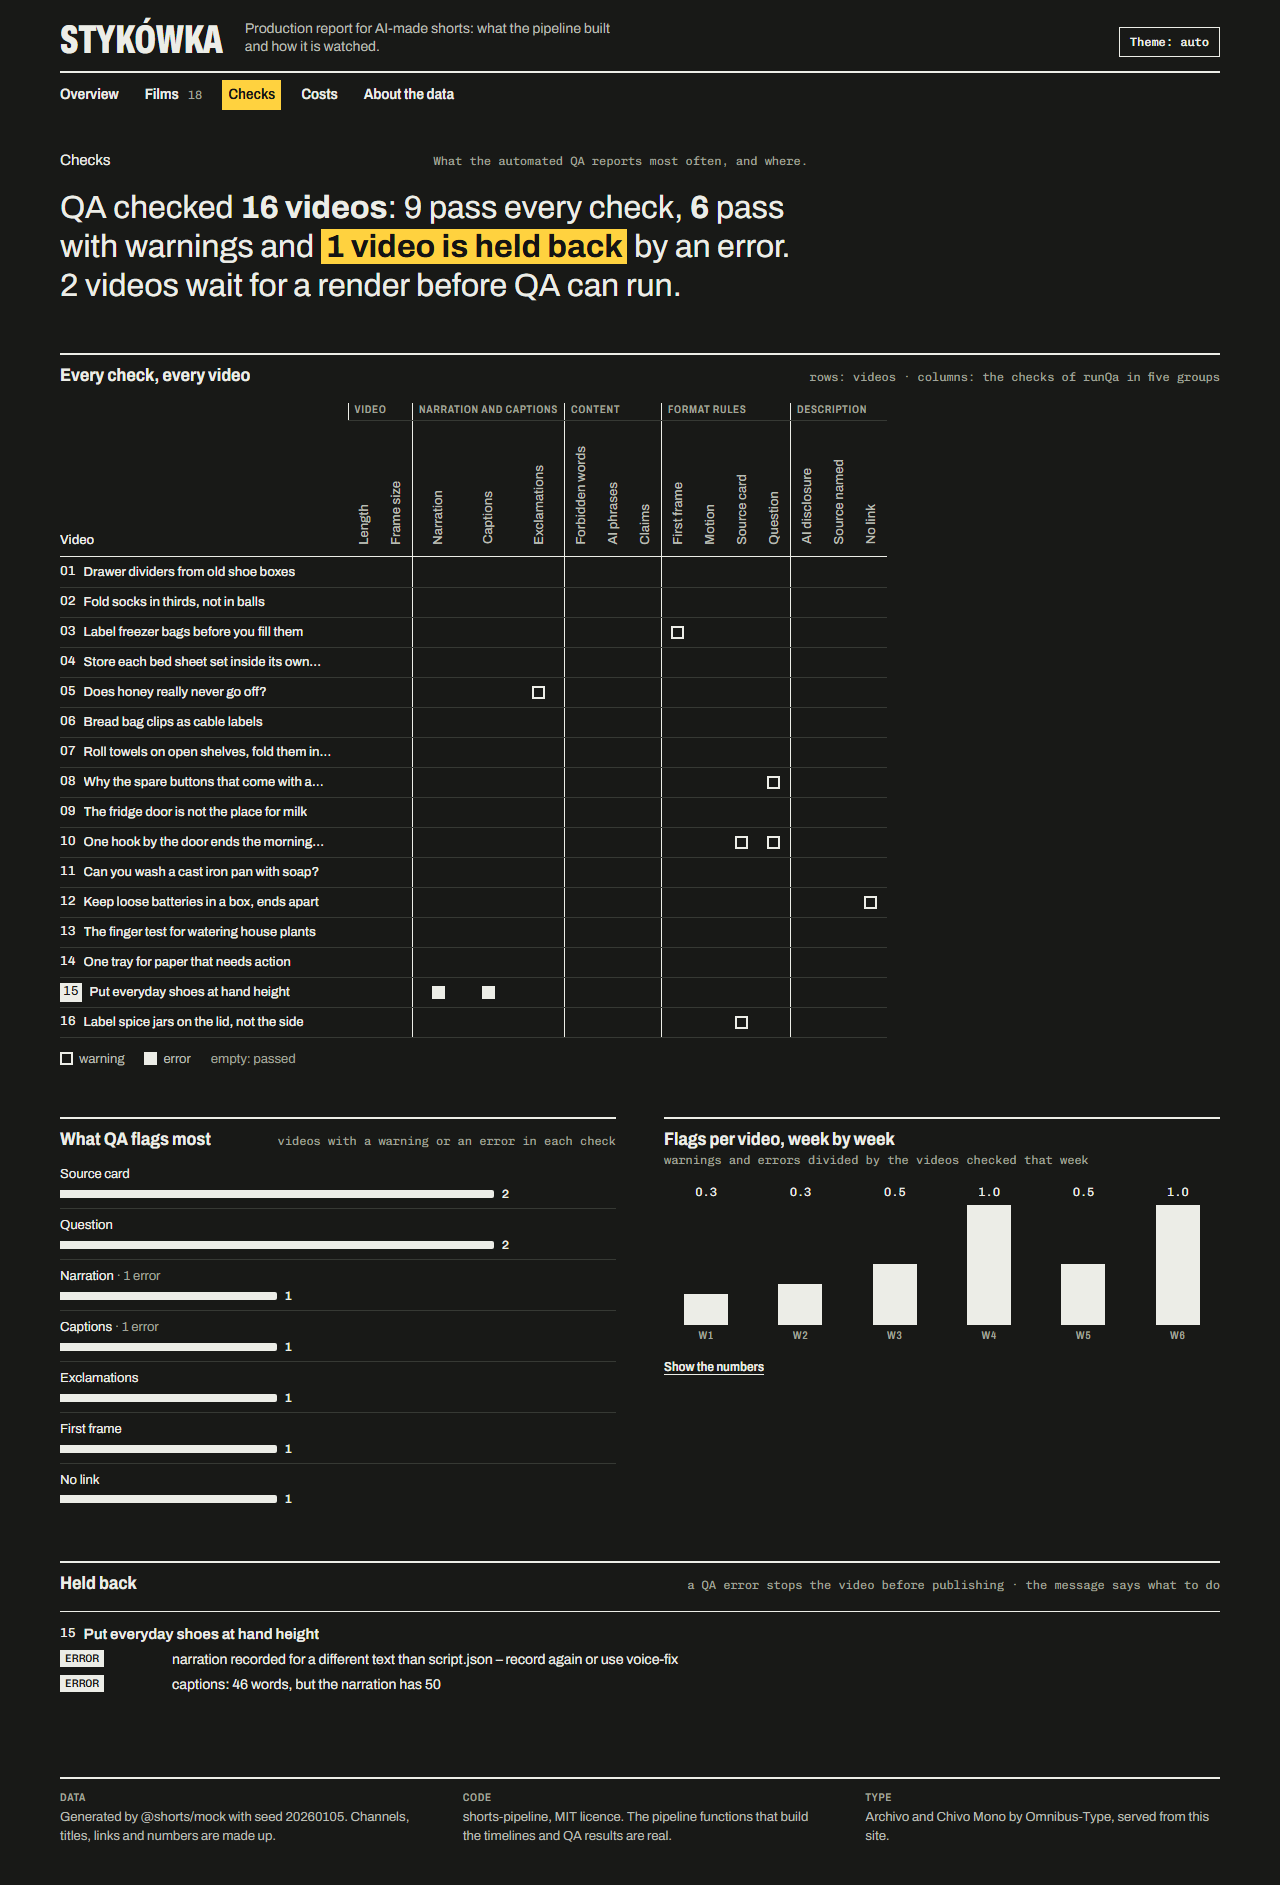 STYKÓWKA
Production report for AI-made shorts: what the pipeline built
and how it is watched.
Theme: auto
Overview Films 18 Checks Costs About the data
Checks
What the automated QA reports most often, and where.
QA checked 16 videos: 9 pass every check, 6 pass
with warnings and 1 video is held back by an error.
2 videos wait for a render before QA can run.
Every check, every video
rows: videos · columns: the checks of runQa in five groups
VIDEO NARRATION AND CAPTIONS CONTENT FORMAT RULES DESCRIPTION
Video
Length
Frame size
Narration
Captions
Exclamations
Forbidden words
AI phrases
Claims
First frame
Motion
Source card
Question
AI disclosure
Source named
No link
01 Drawer dividers from old shoe boxes
02 Fold socks in thirds, not in balls
03 Label freezer bags before you fill them
04 Store each bed sheet set inside its own…
05 Does honey really never go off?
06 Bread bag clips as cable labels
07 Roll towels on open shelves, fold them in…
08 Why the spare buttons that come with a…
09 The fridge door is not the place for milk
10 One hook by the door ends the morning…
11 Can you wash a cast iron pan with soap?
12 Keep loose batteries in a box, ends apart
13 The finger test for watering house plants
14 One tray for paper that needs action
15 Put everyday shoes at hand height
16 Label spice jars on the lid, not the side
warning error empty: passed
What QA flags most
videos with a warning or an error in each check
Source card
2
Question
2
Narration · 1 error
1
Captions · 1 error
1
Exclamations
1
First frame
1
No link
1
Flags per video, week by week
warnings and errors divided by the videos checked that week
0.3 0.3 0.5 1.0 0.5 1.0
W1 W2 W3 W4 W5 W6
Show the numbers
Held back
a QA error stops the video before publishing · the message says what to do
15 Put everyday shoes at hand height
ERROR narration recorded for a different text than script.json – record again or use voice-fix
ERROR captions: 46 words, but the narration has 50
DATA
Generated by @shorts/mock with seed 20260105. Channels,
titles, links and numbers are made up.
CODE
shorts-pipeline, MIT licence. The pipeline functions that build
the timelines and QA results are real.
TYPE
Archivo and Chivo Mono by Omnibus-Type, served from this
site.